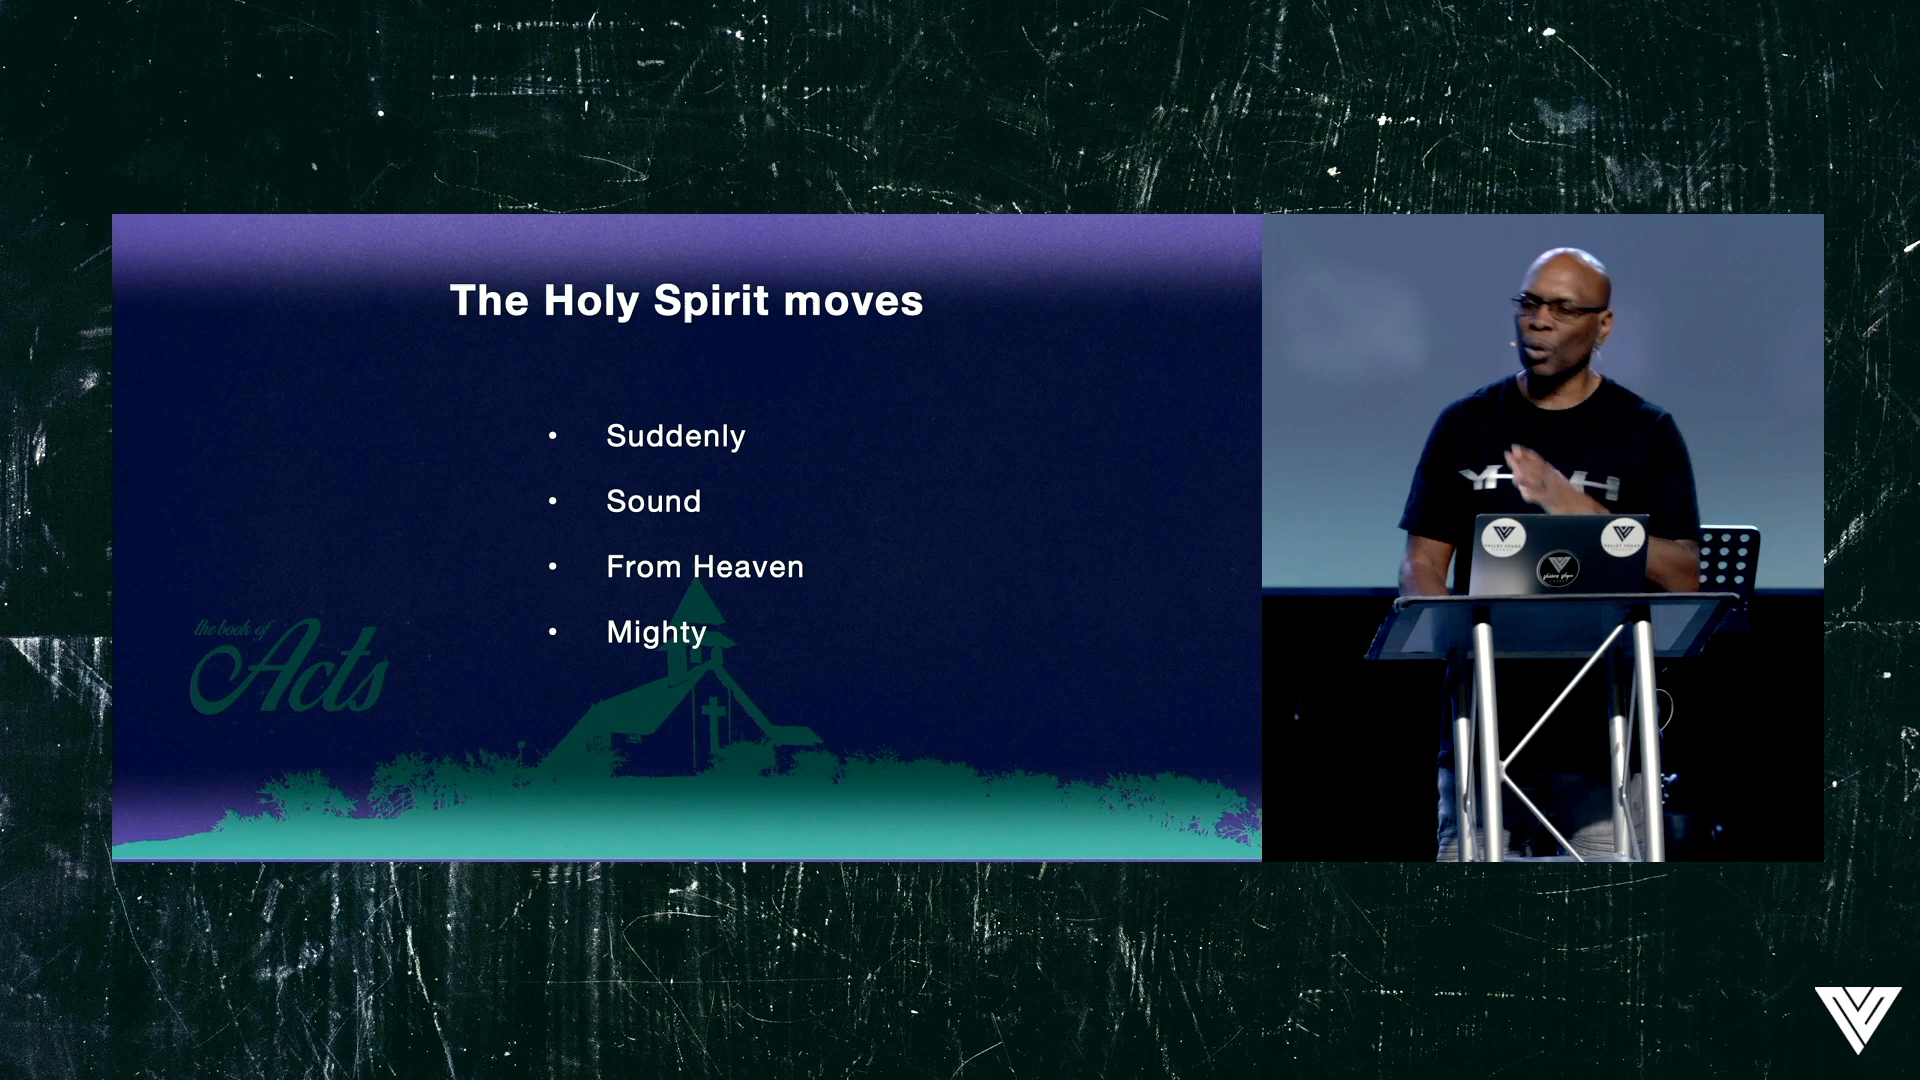 The Holy Spirit moves
• Suddenly
• Sound
• From Heaven
• Mighty
the book of
Acts